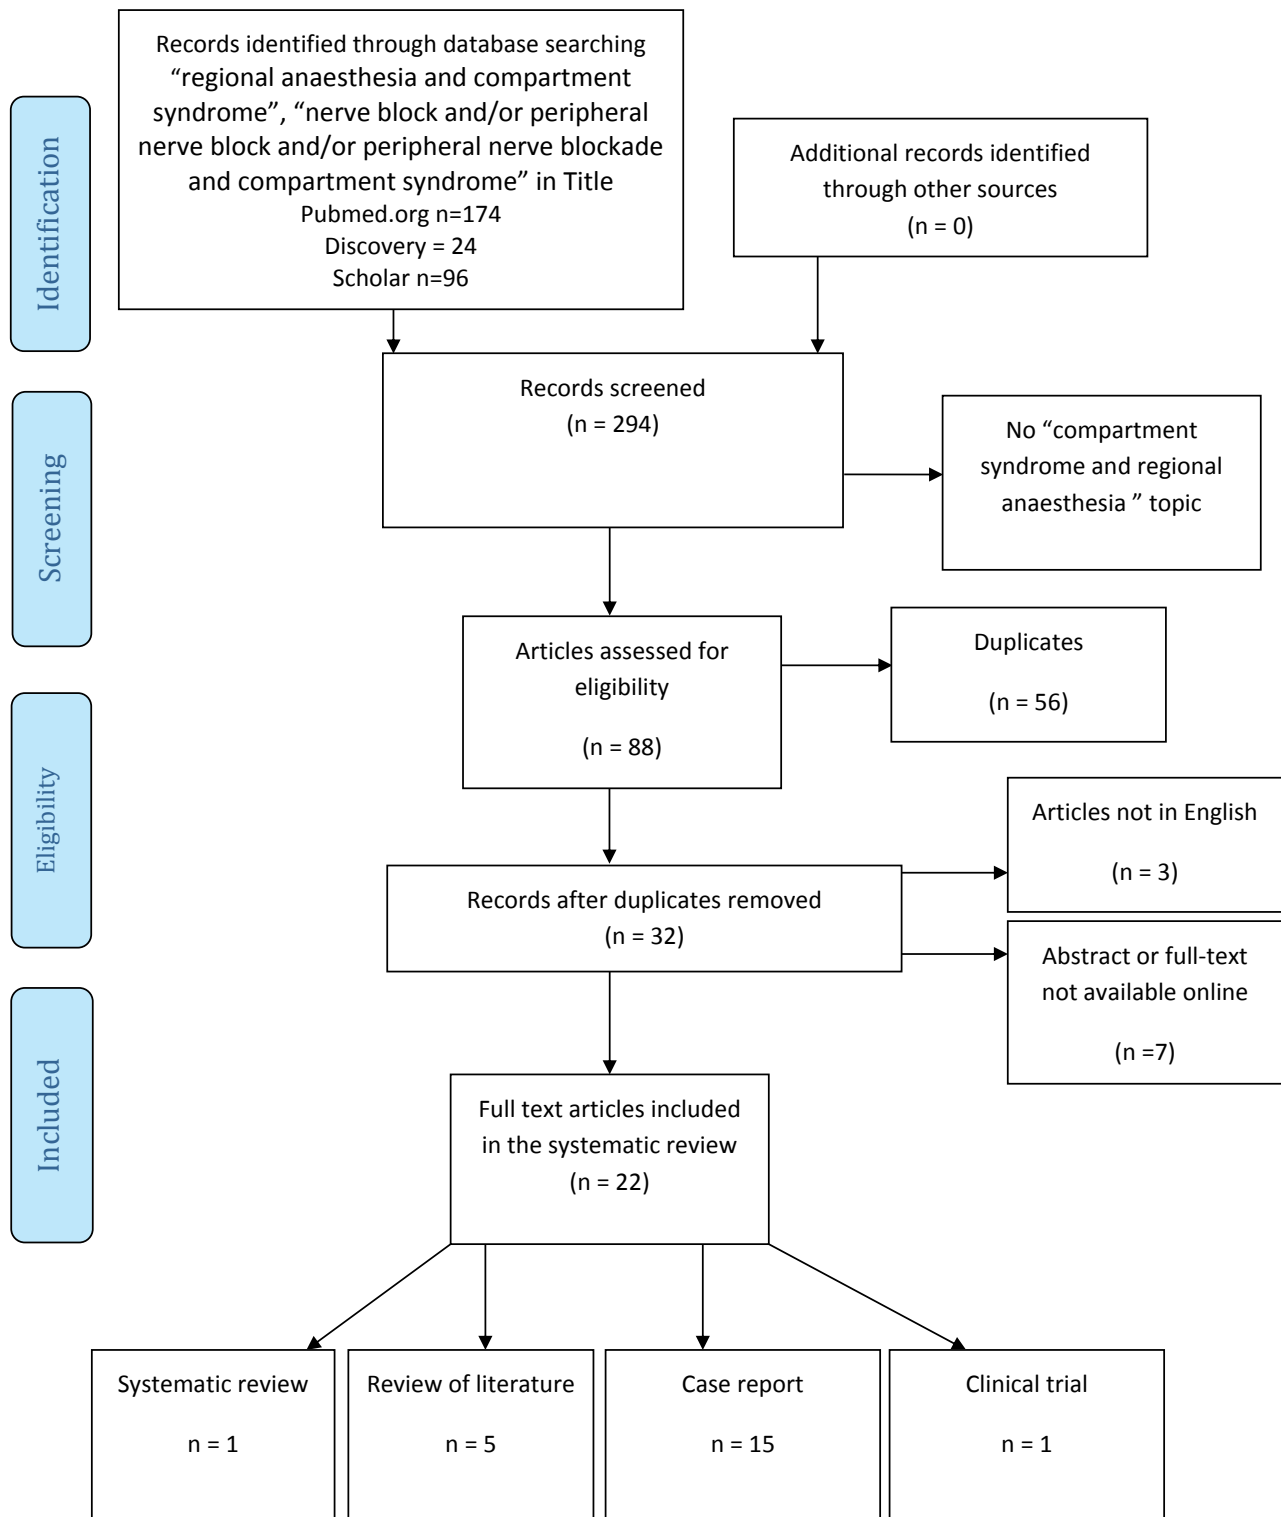 Identification
Records identified through database searching
“regional anaesthesia and compartment
syndrome”, “nerve block and/or peripheral
nerve block and/or peripheral nerve blockade
and compartment syndrome” in Title
Pubmed.org n=174
Discovery = 24
Scholar n=96
Additional records identified
through other sources
(n = 0)
Screening
Records screened
(n = 294)
No “compartment
syndrome and regional
anaesthesia ” topic
Articles assessed for
eligibility
(n = 88)
Duplicates
(n = 56)
Eligibility
Records after duplicates removed
(n = 32)
Articles not in English
(n = 3)
Abstract or full-text
not available online
(n =7)
Included
Full text articles included
in the systematic review
(n = 22)
Systematic review
n = 1
Review of literature
n = 5
Case report
n = 15
Clinical trial
n = 1